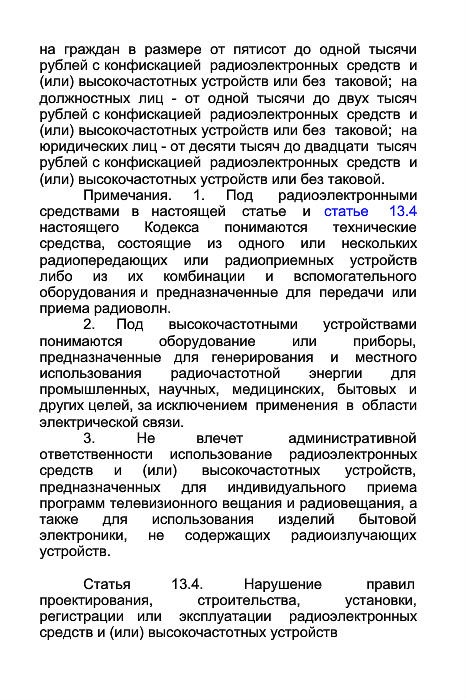 на граждан в размере от пятисот до одной тысячи
рублей с конфискацией радиоэлектронных средств и
(или) высокочастотных устройств или без таковой; на
должностных лиц - от одной тысячи до двух тысяч
рублей с конфискацией радиоэлектронных средств и
(или) высокочастотных устройств или без таковой; на
юридических лиц - от десяти тысяч до двадцати тысяч
рублей с конфискацией радиоэлектронных средств и
(или) высокочастотных устройств или без таковой.
Примечания. 1. Под радиоэлектронными
средствами в настоящей статье и статье 13.4
настоящего Кодекса понимаются технические
средства, состоящие из одного или нескольких
радиопередающих или радиоприемных устройств
либо из их комбинации и вспомогательного
оборудования и предназначенные для передачи или
приема радиоволн.
2. Под высокочастотными устройствами
понимаются оборудование или приборы,
предназначенные для генерирования и местного
использования радиочастотной энергии для
промышленных, научных, медицинских, бытовых и
других целей, за исключением применения в области
электрической связи.
3. Не влечет административной
ответственности использование радиоэлектронных
средств и (или) высокочастотных устройств,
предназначенных для индивидуального приема
программ телевизионного вещания и радиовещания, а
также для использования изделий бытовой
электроники, не содержащих радиоизлучающих
устройств.
Статья 13.4. Нарушение правил
проектирования, строительства, установки,
регистрации или эксплуатации радиоэлектронных
средств и (или) высокочастотных устройств